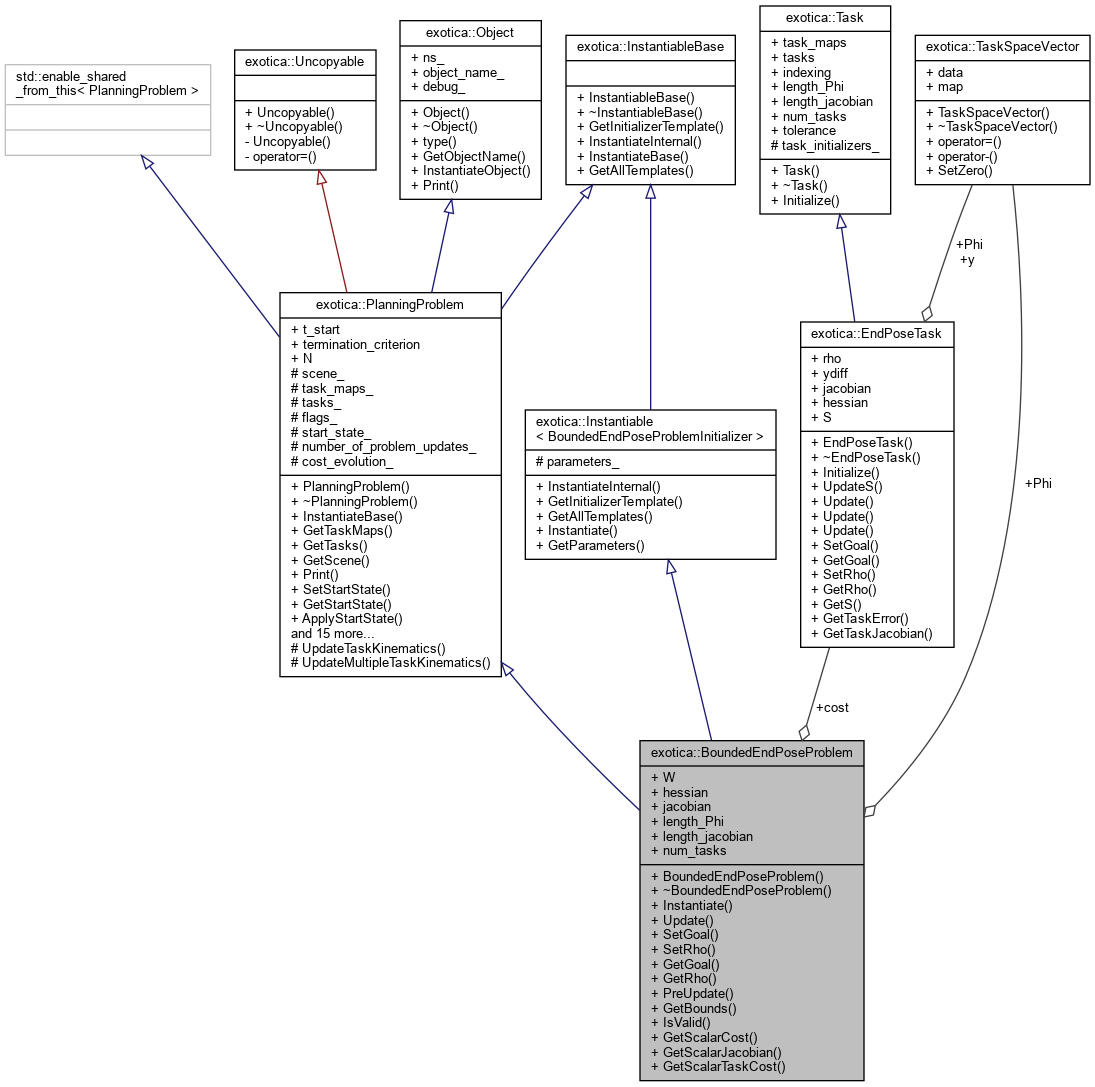 std::enable_shared
_from_this< PlanningProblem >
exotica::Uncopyable
+ Uncopyable()
+ ~Uncopyable()
- Uncopyable()
- operator=()
exotica::Object
+ ns_
+ object_name_
+ debug_
+ Object()
+ ~Object()
+ type()
+ GetObjectName()
+ InstantiateObject()
+ Print()
exotica::InstantiableBase
+ InstantiableBase()
+ ~InstantiableBase()
+ GetInitializerTemplate()
+ InstantiateInternal()
+ InstantiateBase()
+ GetAllTemplates()
exotica::Task
+ task_maps
+ tasks
+ indexing
+ length_Phi
+ length_jacobian
+ num_tasks
+ tolerance
# task_initializers_
+ Task()
+ ~Task()
+ Initialize()
exotica::TaskSpaceVector
+ data
+ map
+ TaskSpaceVector()
+ ~TaskSpaceVector()
+ operator=()
+ operator-()
+ SetZero()
+Phi
+y
exotica::PlanningProblem
+ t_start
+ termination_criterion
+ N
# scene_
# task_maps_
# tasks_
# flags_
# start_state_
# number_of_problem_updates_
# cost_evolution_
+ PlanningProblem()
+ ~PlanningProblem()
+ InstantiateBase()
+ GetTaskMaps()
+ GetTasks()
+ GetScene()
+ Print()
+ SetStartState()
+ GetStartState()
+ ApplyStartState()
and 15 more...
# UpdateTaskKinematics()
# UpdateMultipleTaskKinematics()
exotica::Instantiable
< BoundedEndPoseProblemInitializer >
# parameters_
+ InstantiateInternal()
+ GetInitializerTemplate()
+ GetAllTemplates()
+ Instantiate()
+ GetParameters()
exotica::EndPoseTask
+ rho
+ ydiff
+ jacobian
+ hessian
+ S
+ EndPoseTask()
+ ~EndPoseTask()
+ Initialize()
+ UpdateS()
+ Update()
+ Update()
+ Update()
+ SetGoal()
+ GetGoal()
+ SetRho()
+ GetRho()
+ GetS()
+ GetTaskError()
+ GetTaskJacobian()
+Phi
+cost
exotica::BoundedEndPoseProblem
+ W
+ hessian
+ jacobian
+ length_Phi
+ length_jacobian
+ num_tasks
+ BoundedEndPoseProblem()
+ ~BoundedEndPoseProblem()
+ Instantiate()
+ Update()
+ SetGoal()
+ SetRho()
+ GetGoal()
+ GetRho()
+ PreUpdate()
+ GetBounds()
+ IsValid()
+ GetScalarCost()
+ GetScalarJacobian()
+ GetScalarTaskCost()